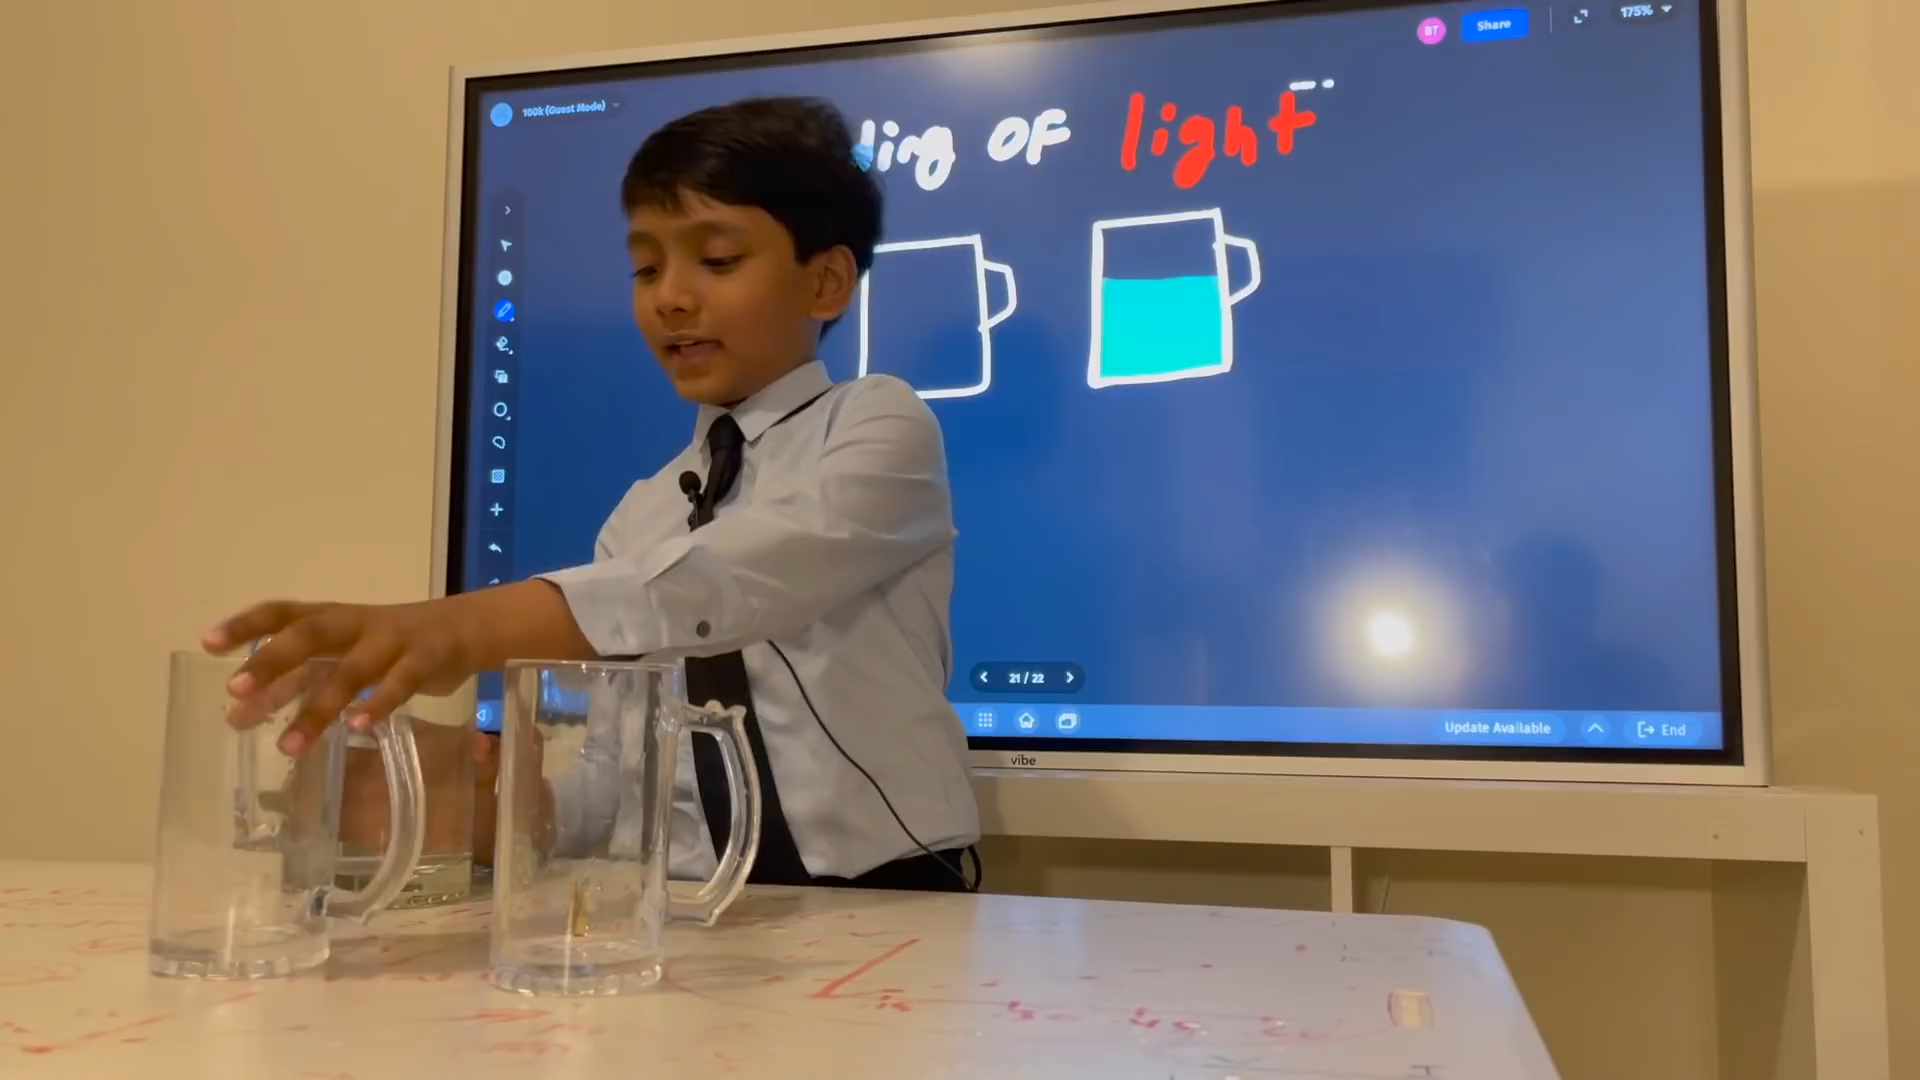 BT
Share
175%
100k (Guest Mode)
ding OF light
21 / 22
Update Available
End
vibe